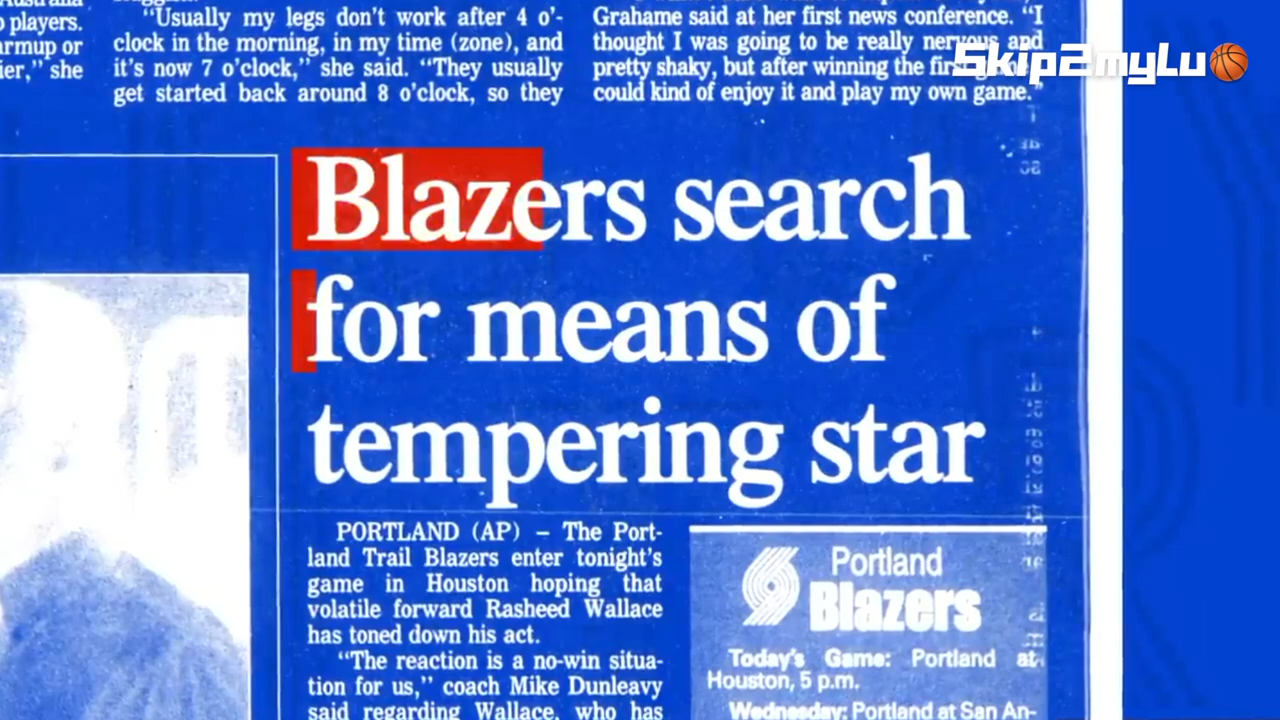 players.
armup or
ier,” she
“Usually my legs don’t work after 4 o’-
clock in the morning, in my time (zone), and
it’s now 7 o’clock,” she said. “They usually
get started back around 8 o’clock, so they
Grahame said at her first news conference. “I
thought I was going to be really nervous and
pretty shaky, but after winning the
could kind of enjoy it and play my own game.”
Skip2myLu
Blazers search
for means of
tempering star
PORTLAND (AP) – The Port-
land Trail Blazers enter tonight’s
game in Houston hoping that
volatile forward Rasheed Wallace
has toned down his act.
“The reaction is a no-win situa-
tion for us,” coach Mike Dunleavy
said regarding Wallace, who has
Portland
Blazers
Today’s Game: Portland at
Houston, 5 p.m.
Wednesday: Portland at San An-